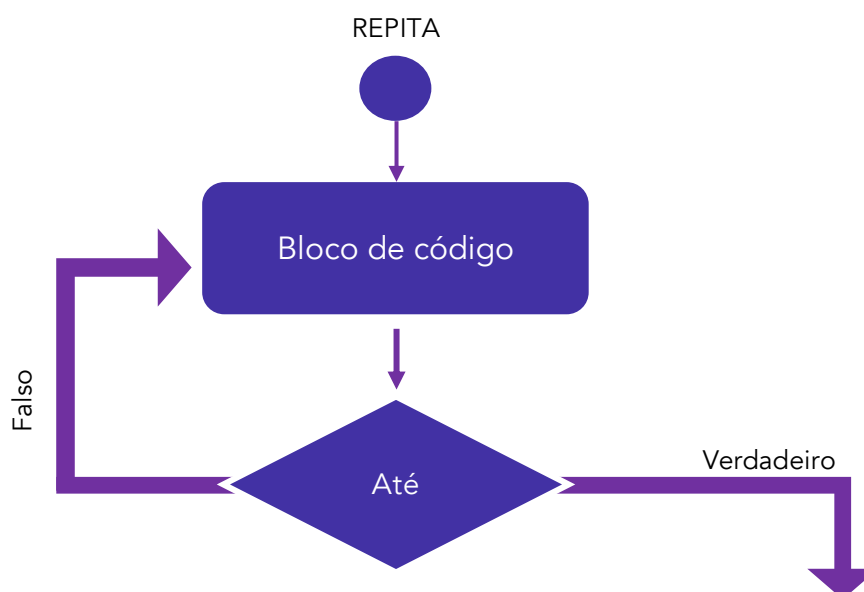 REPITA
Bloco de código
Falso
Até
Verdadeiro